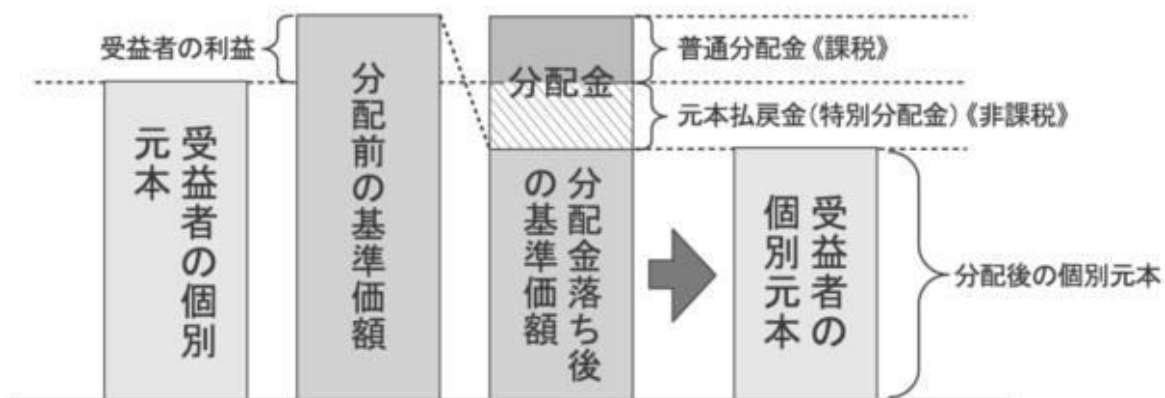 受益者の利益
受益者の個別
元本
分配前の基準価額
分配金
分配金落ち後
の基準価額
普通分配金《課税》
元本払戻金(特別分配金)《非課税》
受益者の
個別元本
分配後の個別元本